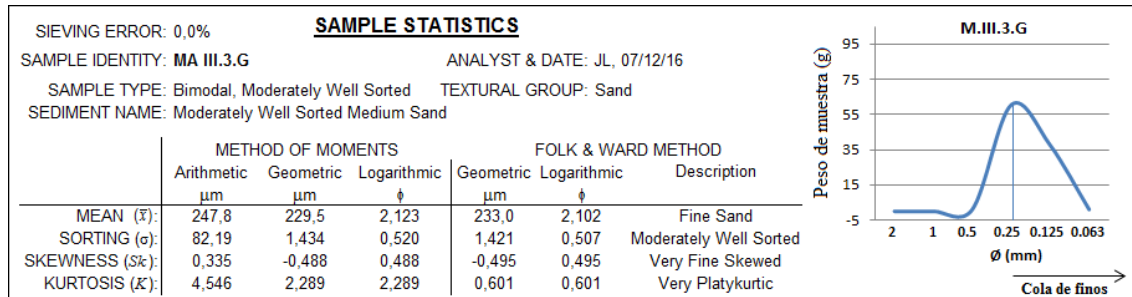 SAMPLE STATISTICS
SIEVING ERROR: 0,0%
SAMPLE IDENTITY: MA III.3.G ANALYST & DATE: JL, 07/12/16
SAMPLE TYPE: Bimodal, Moderately Well Sorted TEXTURAL GROUP: Sand
SEDIMENT NAME: Moderately Well Sorted Medium Sand
METHOD OF MOMENTS FOLK & WARD METHOD
Arithmetic Geometric Logarithmic Geometric Logarithmic Description
μm μm ϕ μm ϕ
MEAN (x̄): 247,8 229,5 2,123 233,0 2,102 Fine Sand
SORTING (σ): 82,19 1,434 0,520 1,421 0,507 Moderately Well Sorted
SKEWNESS (Sk): 0,335 -0,488 0,488 -0,495 0,495 Very Fine Skewed
KURTOSIS (K): 4,546 2,289 2,289 0,601 0,601 Very Platykurtic
M.III.3.G
Peso de muestra (g)
95
75
55
35
15
-5
2 1 0.5 0.25 0.125 0.063
Ø (mm)
Cola de finos